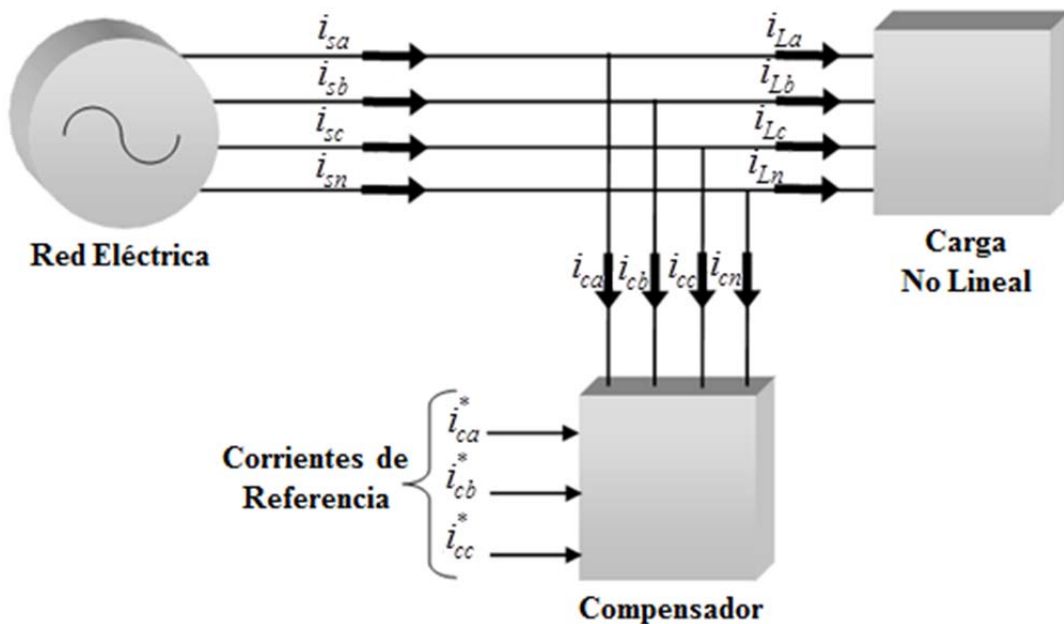 i_sa
i_sb
i_sc
i_sn
i_La
i_Lb
i_Lc
i_Ln
Red Eléctrica
Carga
No Lineal
i_ca i_cb i_cc i_cn
Corrientes de
Referencia
i*_ca
i*_cb
i*_cc
Compensador